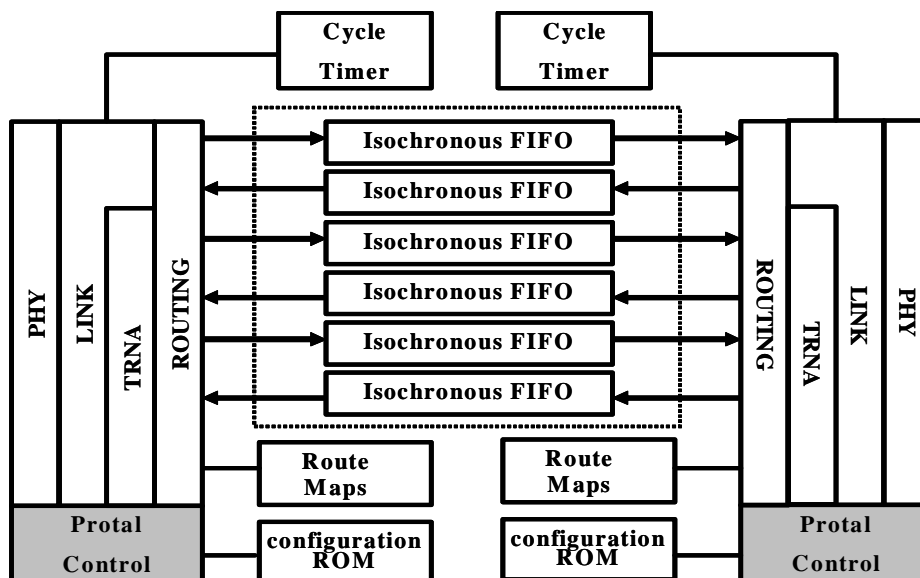 Cycle
Timer
Cycle
Timer
PHY
LINK
TRNA
ROUTING
Isochronous FIFO
Isochronous FIFO
Isochronous FIFO
Isochronous FIFO
Isochronous FIFO
Isochronous FIFO
ROUTING
TRNA
LINK
PHY
Route
Maps
Route
Maps
Protal
Control
configuration
ROM
configuration
ROM
Protal
Control